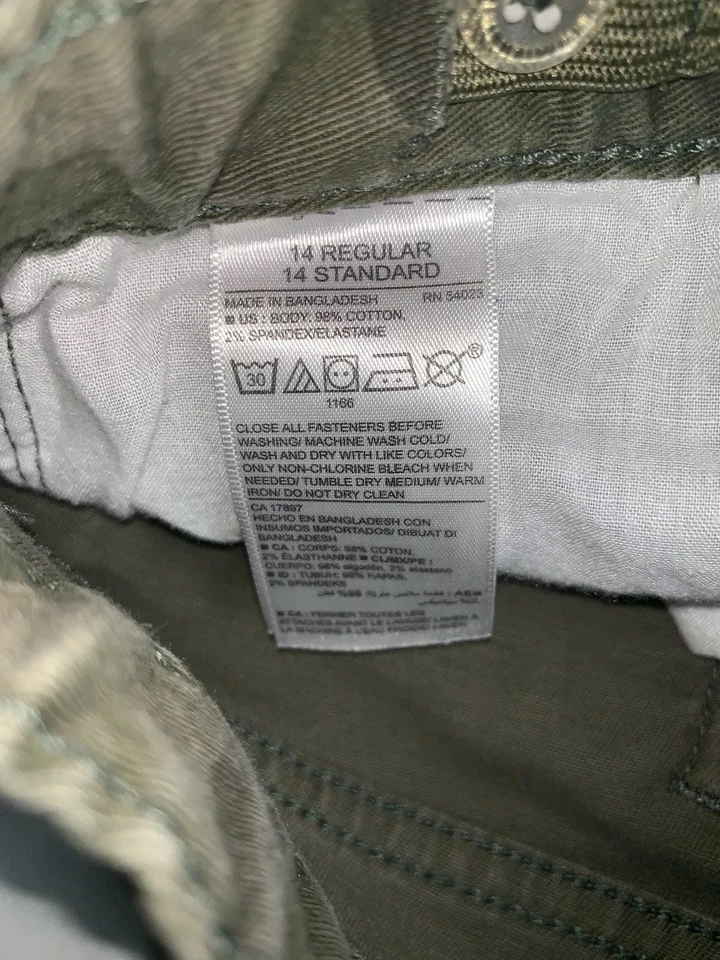 14 REGULAR
14 STANDARD
MADE IN BANGLADESH RN 54023
■ US : BODY: 98% COTTON,
2% SPANDEX/ELASTANE
30 ®
1166
CLOSE ALL FASTENERS BEFORE
WASHING/ MACHINE WASH COLD/
WASH AND DRY WITH LIKE COLORS/
ONLY NON-CHLORINE BLEACH WHEN
NEEDED/ TUMBLE DRY MEDIUM/ WARM
IRON/ DO NOT DRY CLEAN
CA 17897
HECHO EN BANGLADESH CON
INSUMOS IMPORTADOS/ DIBUAT DI
BANGLADESH
■ CA : CORPS: 98% COTON,
2% ÉLASTHANNE ■ CL/MX/PE :
CUERPO: 98% algodón, 2% elastano
■ ID : TUBUH: 98% KAPAS,
2% SPANDEKS
■ CA : FERMER TOUTES LES
ATTACHES AVANT LE LAVAGE/ LAVER À
LA MACHINE À L'EAU FROIDE/ LAVER